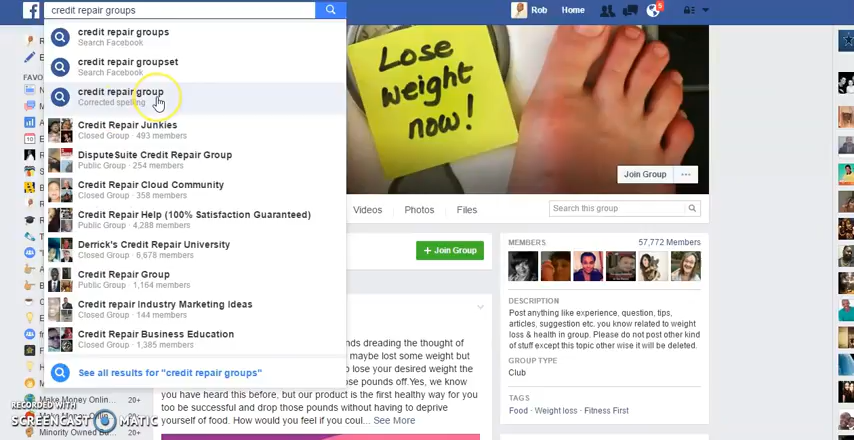 credit repair groups
Rob
Home
5
credit repair groups
Search Facebook
credit repair groupset
Search Facebook
credit repair group
Corrected spelling
Credit Repair Junkies
Closed Group · 493 members
DisputeSuite Credit Repair Group
Public Group · 254 members
Credit Repair Cloud Community
Closed Group · 358 members
Credit Repair Help (100% Satisfaction Guaranteed)
Public Group · 4,288 members
Derrick's Credit Repair University
Closed Group · 6,678 members
Credit Repair Group
Public Group · 1,164 members
Credit repair Industry Marketing Ideas
Closed Group · 144 members
Credit Repair Business Education
Closed Group · 1,385 members
See all results for "credit repair groups"
FAVO
LOSE
WEIGHT
NOW!
Join Group
Videos
Photos
Files
Search this group
+ Join Group
MEMBERS
57,772 Members
DESCRIPTION
Post anything like experience, question, tips,
articles, suggestion etc. you know related to weight
loss & health in group. Please do not post other kind
of stuff except this topic other wise it will be deleted.
GROUP TYPE
Club
TAGS
Food · Weight loss · Fitness First
nds dreading the thought of
maybe lost some weight but
o lose your desired weight the
ose pounds off.Yes, we know
you have heard this before, but our product is the first healthy way for you
too be successful and drop those pounds without having to deprive
yourself of food. How would you feel if you coul... See More
Make Money Onlin
20+
20+
Minority Owned Bu
20+
RECORDED WITH
SCREENCAST MATIC